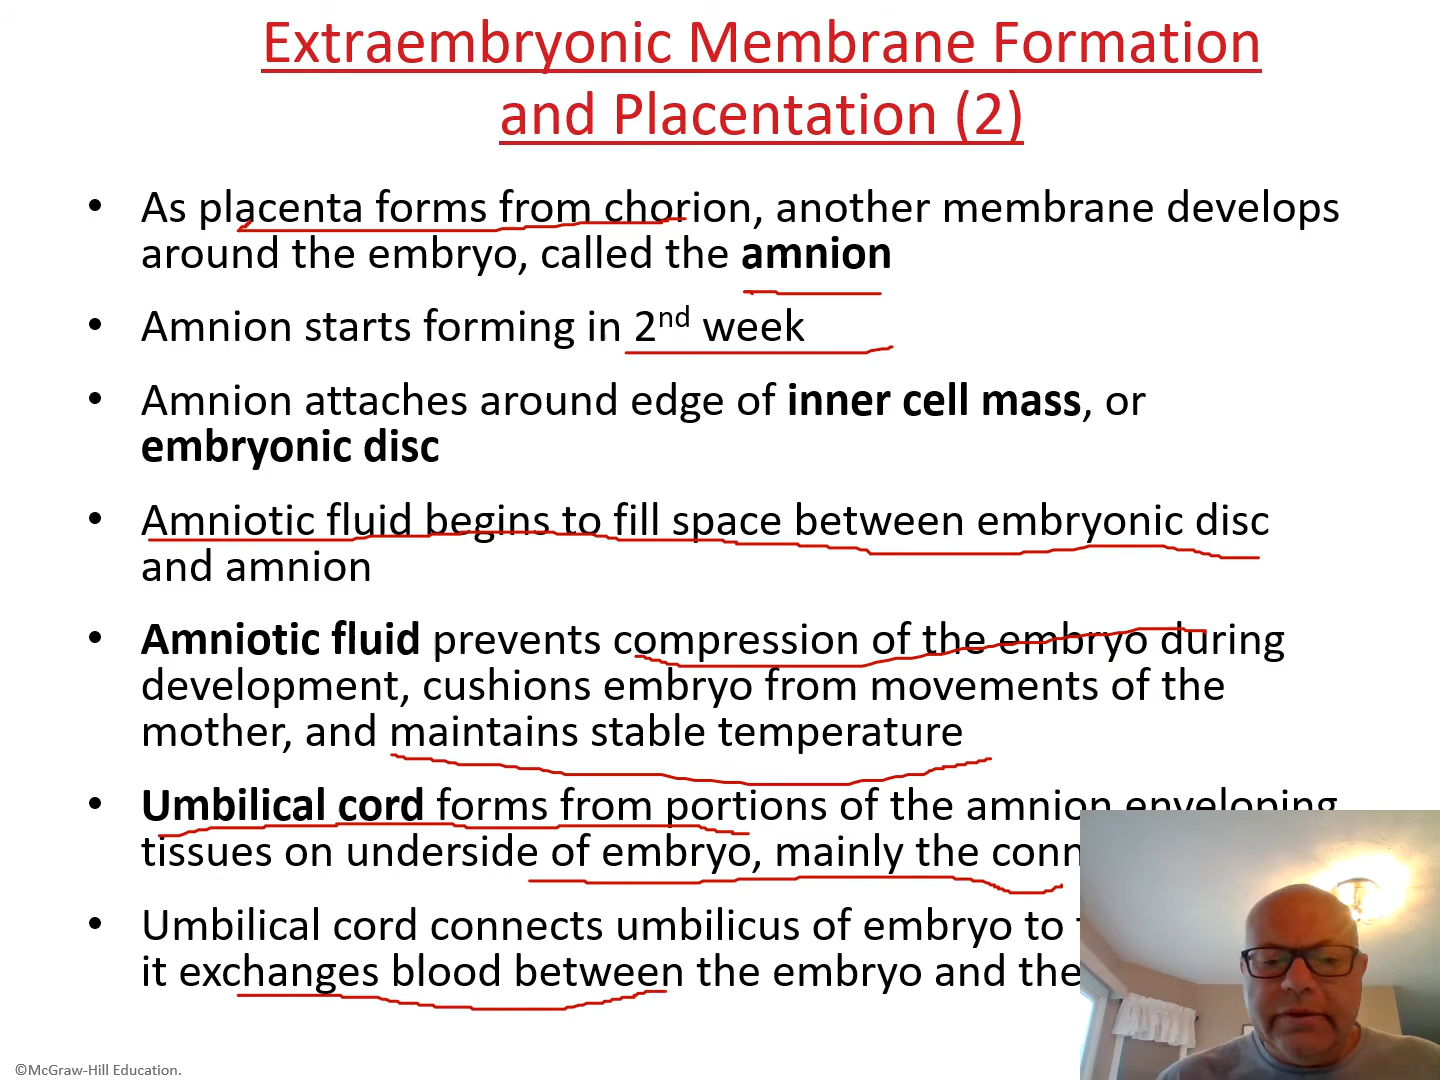 Extraembryonic Membrane Formation
and Placentation (2)
• As placenta forms from chorion, another membrane develops
around the embryo, called the amnion
• Amnion starts forming in 2nd week
• Amnion attaches around edge of inner cell mass, or
embryonic disc
• Amniotic fluid begins to fill space between embryonic disc
and amnion
• Amniotic fluid prevents compression of the embryo during
development, cushions embryo from movements of the
mother, and maintains stable temperature
• Umbilical cord forms from portions of the amnion enveloping
tissues on underside of embryo, mainly the
• Umbilical cord connects umbilicus of embryo to
it exchanges blood between the embryo and the
©McGraw-Hill Education.